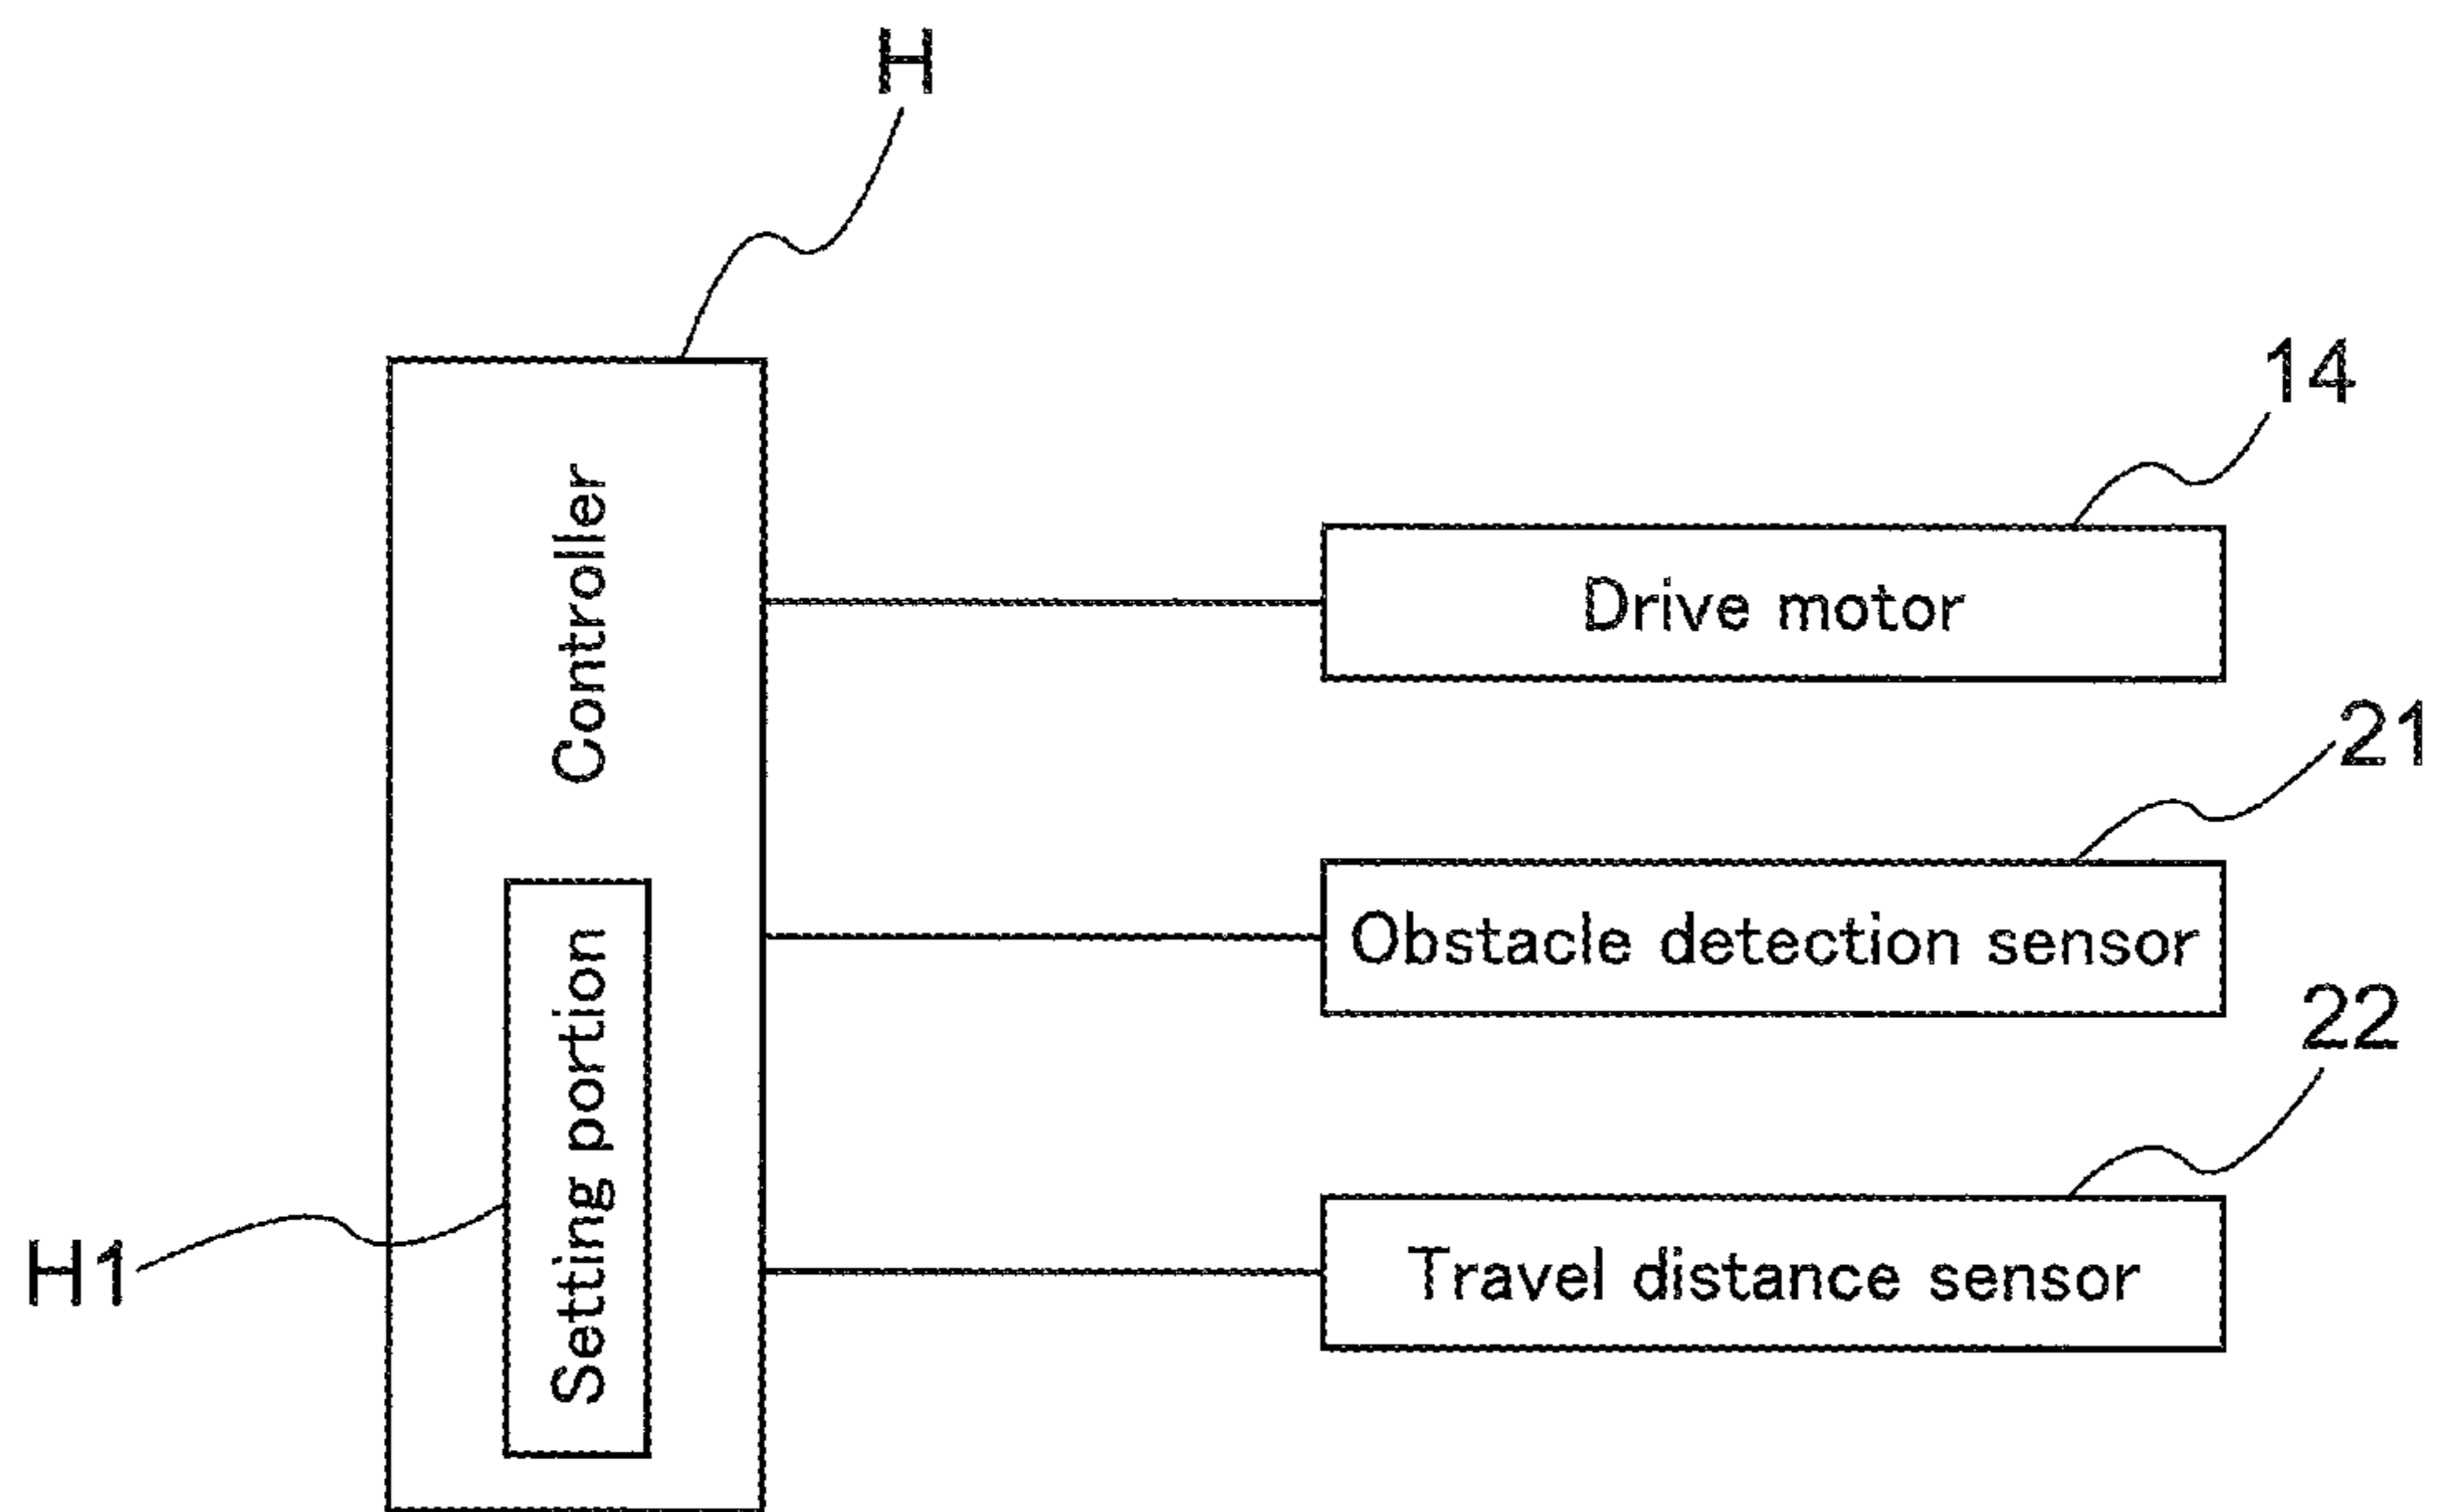 H
14
Controller
Drive motor
21
Obstacle detection sensor
22
Setting portion
H1
Travel distance sensor